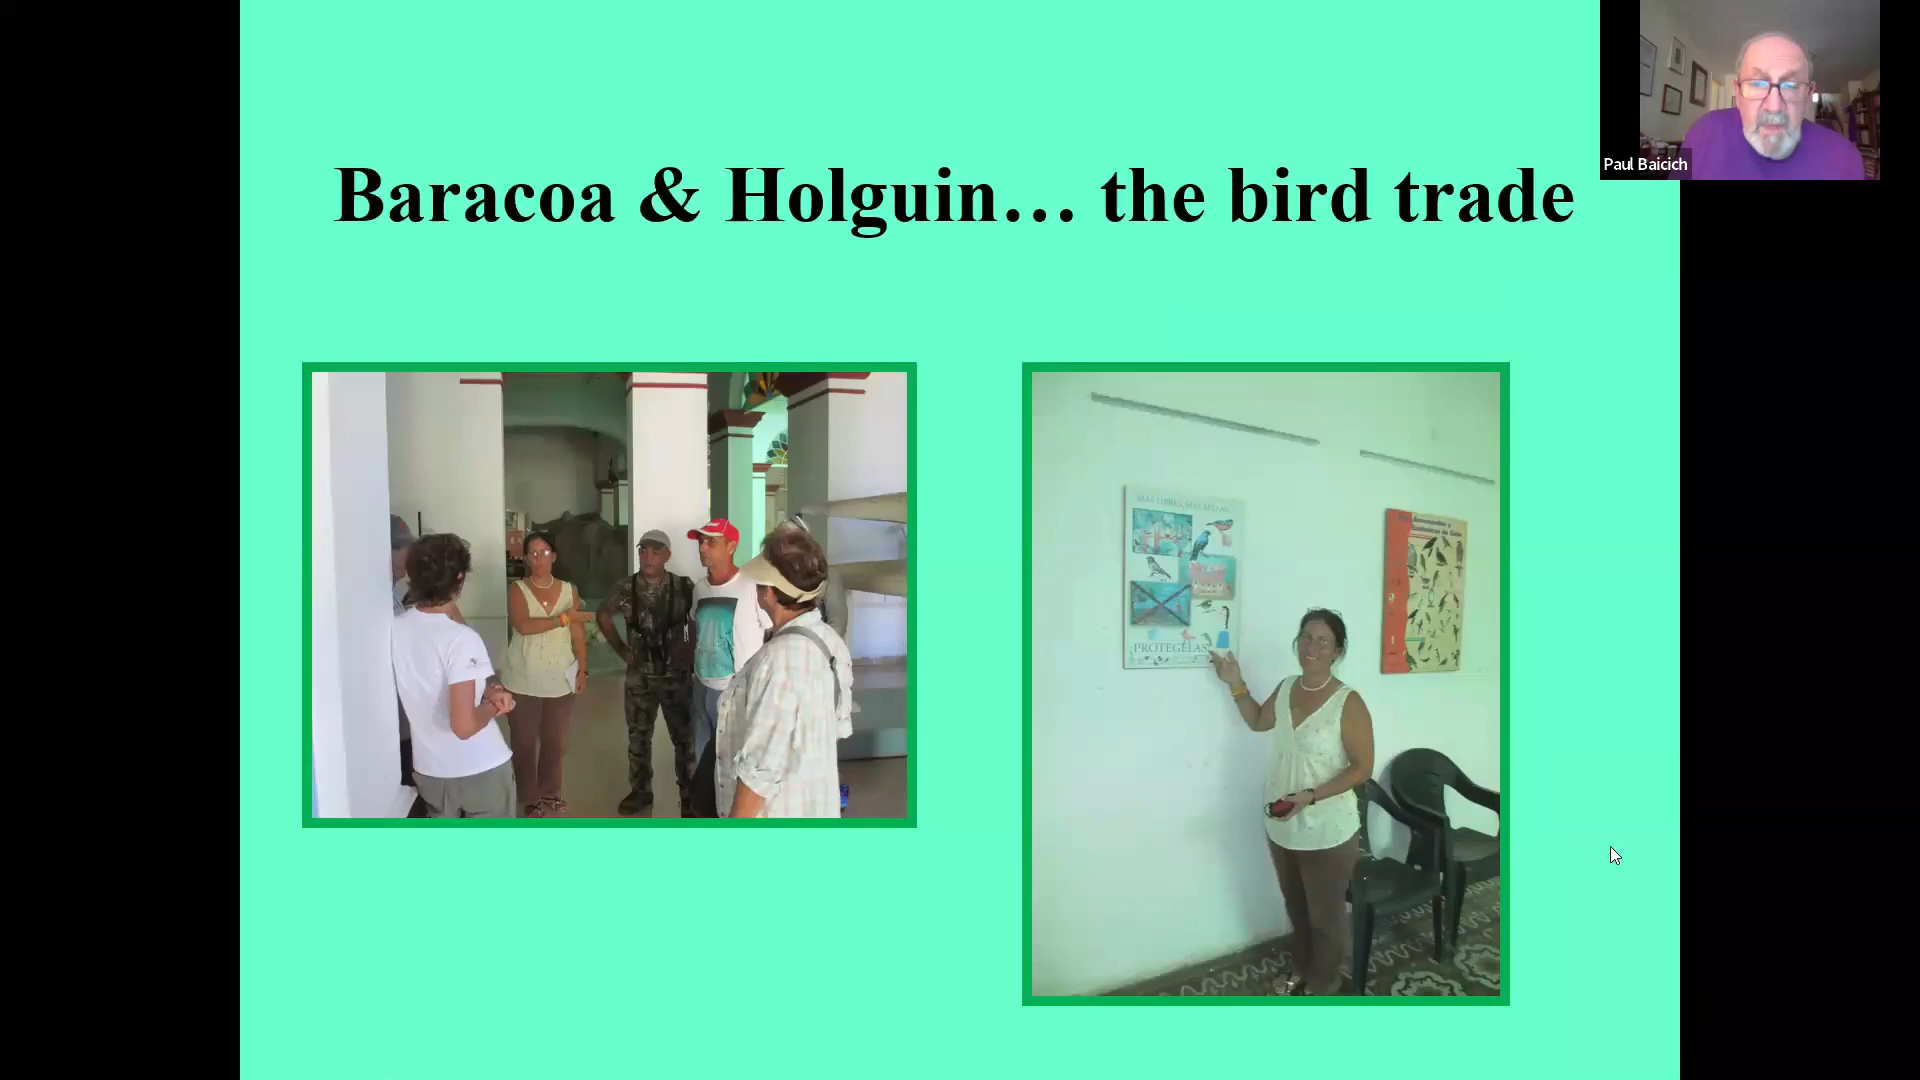 Baracoa & Holguin… the bird trade
Paul Baicich
PROTEGELAS